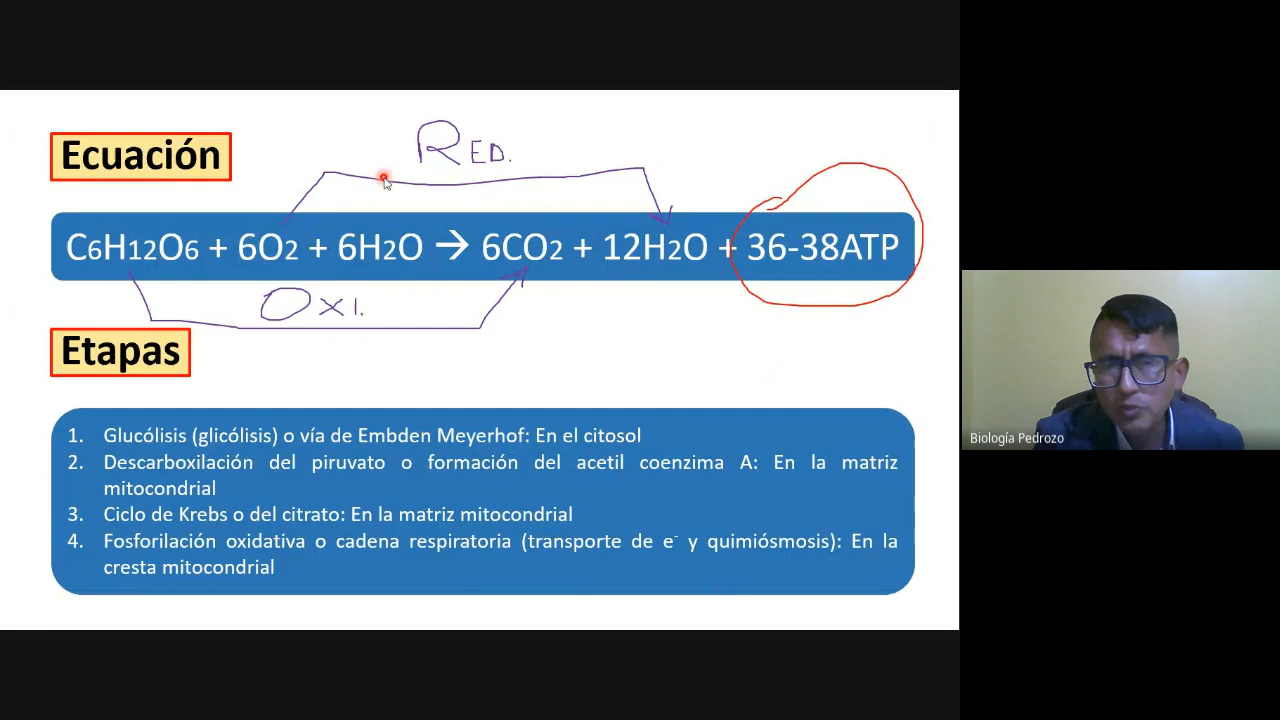 Ecuación
RED.
C6H12O6 + 6O2 + 6H2O → 6CO2 + 12H2O + 36-38ATP
OXI.
Etapas
1. Glucólisis (glicólisis) o vía de Embden Meyerhof: En el citosol
2. Descarboxilación del piruvato o formación del acetil coenzima A: En la matriz
mitocondrial
3. Ciclo de Krebs o del citrato: En la matriz mitocondrial
4. Fosforilación oxidativa o cadena respiratoria (transporte de e- y quimiósmosis): En la
cresta mitocondrial
Biología Pedrozo